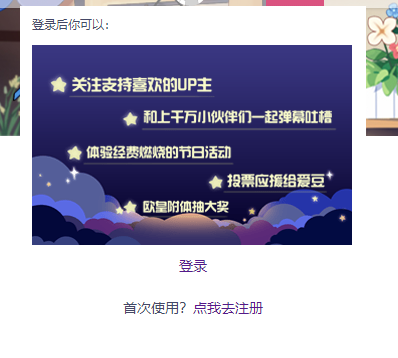 登录后你可以：
关注支持喜欢的UP主
和上千万小伙伴们一起弹幕吐槽
体验经费燃烧的节日活动
投票应援给爱豆
欧皇附体抽大奖
登录
首次使用？点我去注册